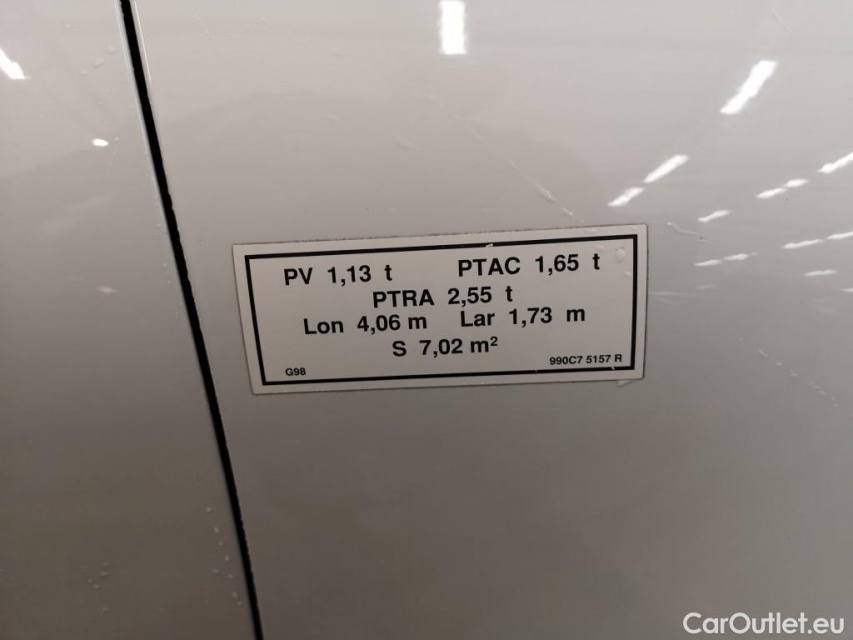 PV 1,13 t PTAC 1,65 t
PTRA 2,55 t
Lon 4,06 m Lar 1,73 m
S 7,02 m²
G98 990C7 5157 R
CarOutlet.eu